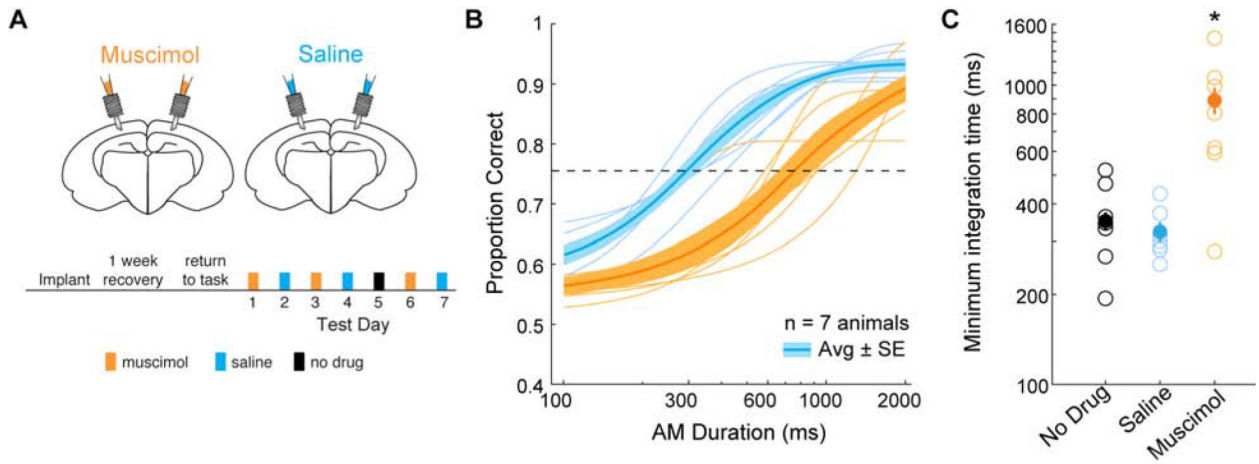 A
Muscimol
Saline
Implant
1 week
recovery
return
to task
1 2 3 4 5 6 7
Test Day
muscimol saline no drug
B
Proportion Correct
1
0.9
0.8
0.7
0.6
0.5
0.4
n = 7 animals
Avg ± SE
100 300 600 1000 2000
AM Duration (ms)
C
*
Minimum integration time (ms)
1600
1000
800
600
400
200
100
No Drug
Saline
Muscimol